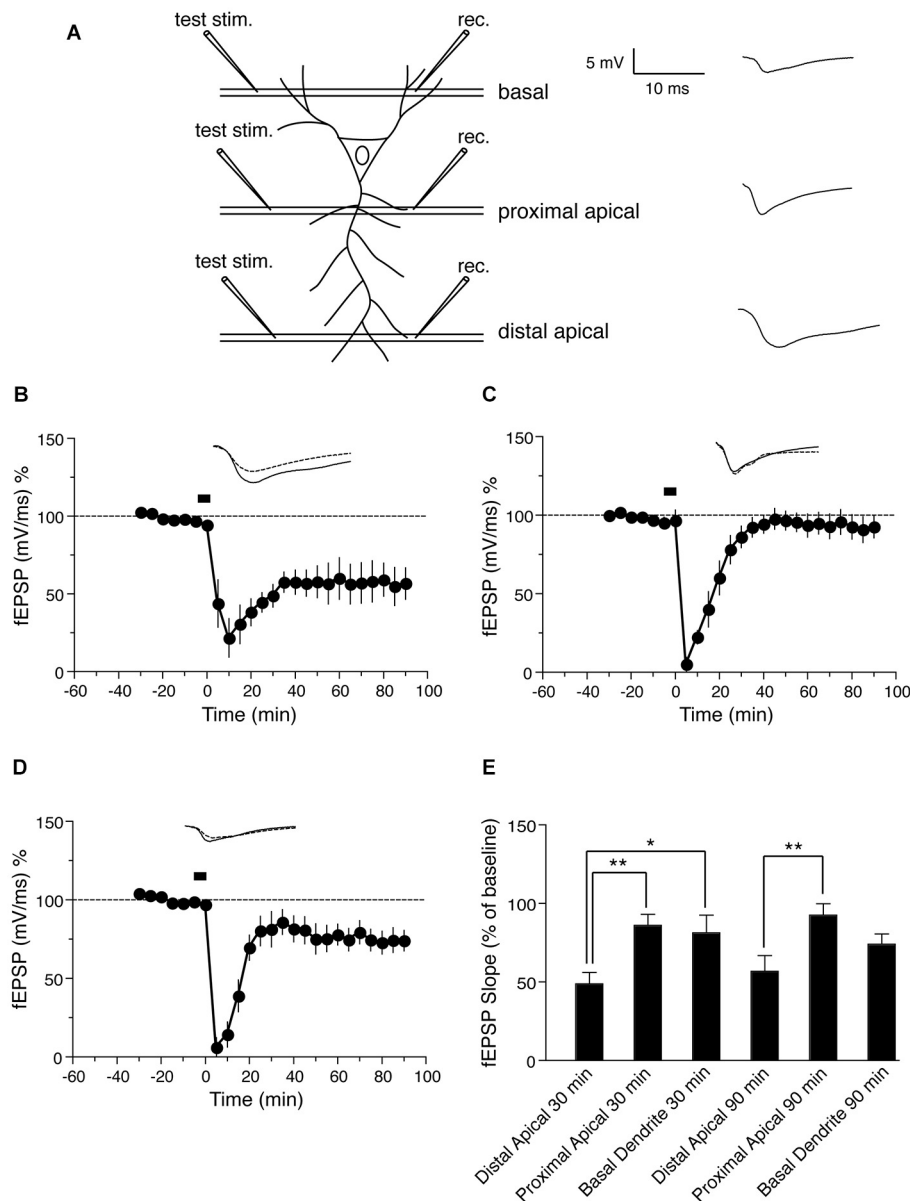 A
test stim.
rec.
5 mV
10 ms
basal
test stim.
rec.
proximal apical
test stim.
rec.
distal apical
B
150
100
50
0
fEPSP (mV/ms) %
-60 -40 -20 0 20 40 60 80 100
Time (min)
C
150
100
50
0
fEPSP (mV/ms) %
-60 -40 -20 0 20 40 60 80 100
Time (min)
D
150
100
50
0
fEPSP (mV/ms) %
-60 -40 -20 0 20 40 60 80 100
Time (min)
E
150
100
50
0
fEPSP Slope (% of baseline)
*
**
**
Distal Apical 30 min
Proximal Apical 30 min
Basal Dendrite 30 min
Distal Apical 90 min
Proximal Apical 90 min
Basal Dendrite 90 min